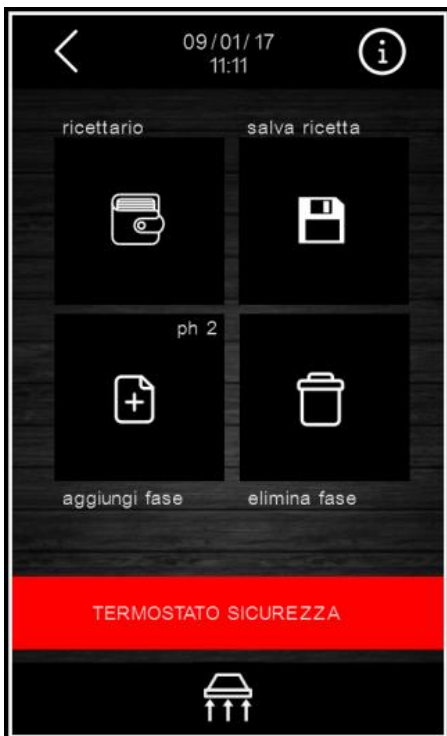 09/01/17
11:11
ricettario salva ricetta
ph 2
aggiungi fase elimina fase
TERMOSTATO SICUREZZA